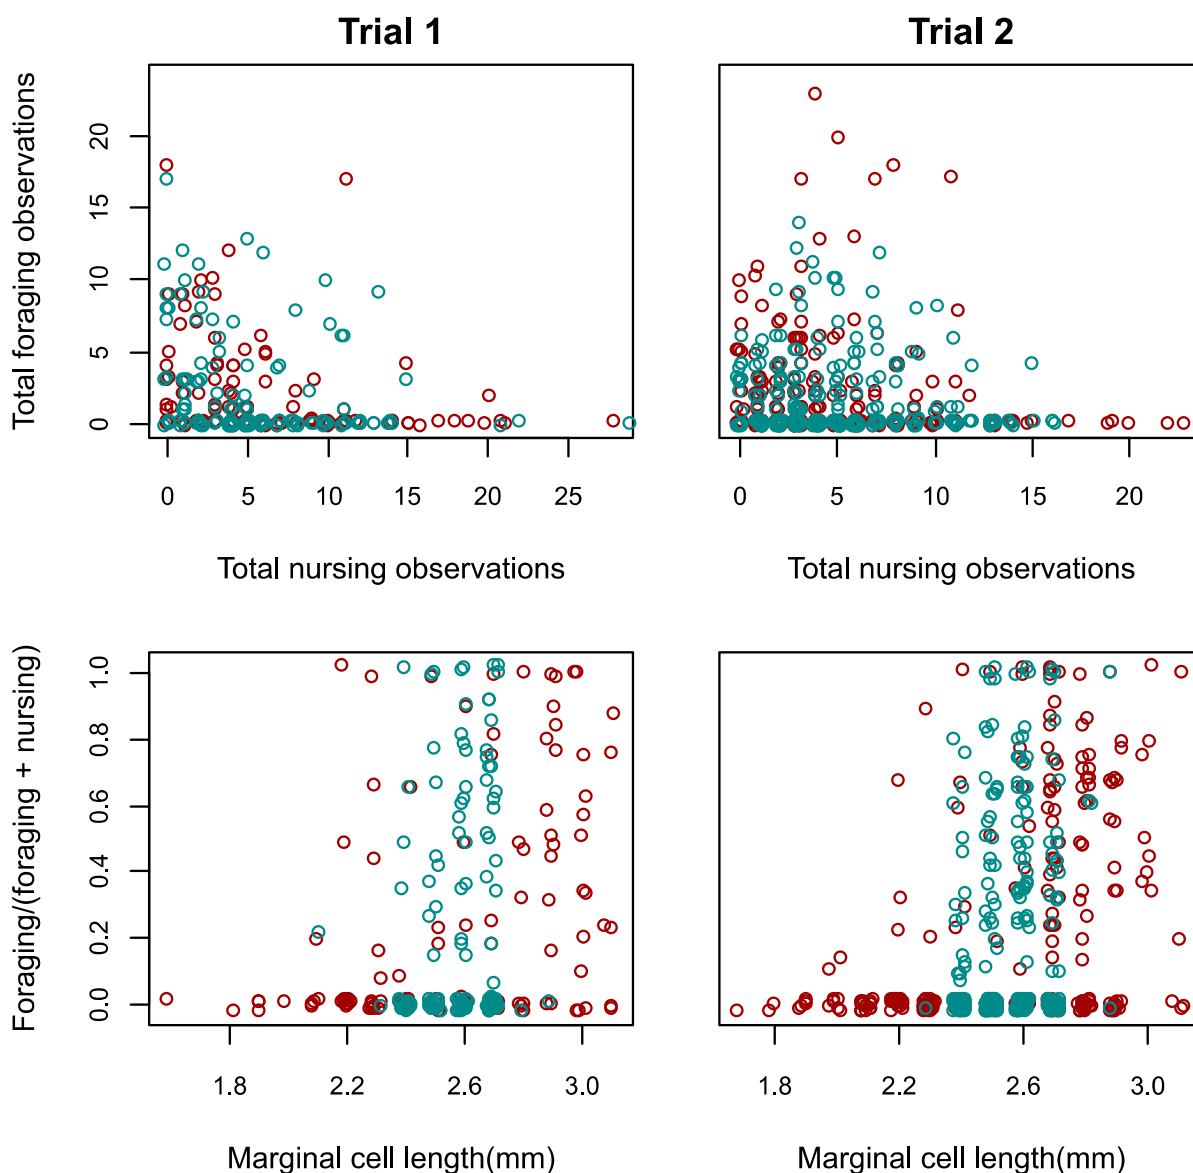 Trial 1
Trial 2
Total foraging observations
20
15
10
5
0
0 5 10 15 20 25
0 5 10 15 20
Total nursing observations
Total nursing observations
Foraging/(foraging + nursing)
1.0
0.8
0.6
0.4
0.2
0.0
1.8 2.2 2.6 3.0
1.8 2.2 2.6 3.0
Marginal cell length(mm)
Marginal cell length(mm)